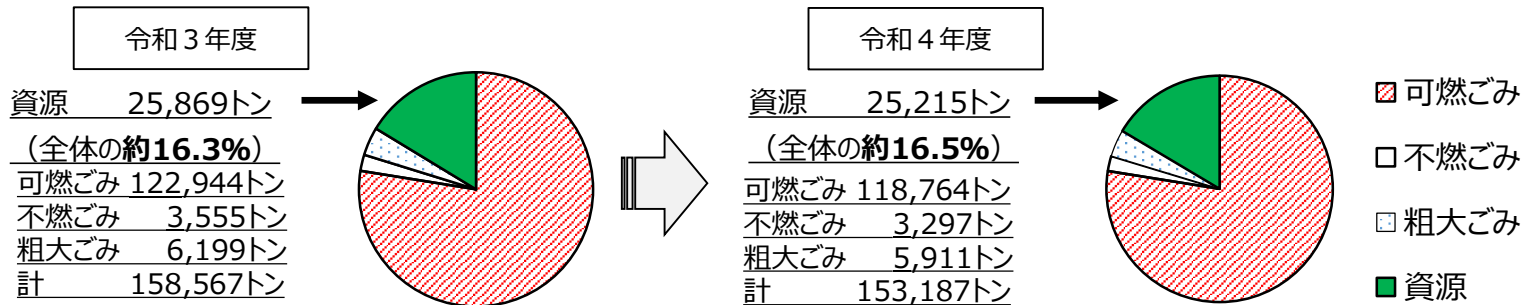 令和３年度
資源 25,869トン
（全体の約16.3%）
可燃ごみ 122,944トン
不燃ごみ 3,555トン
粗大ごみ 6,199トン
計 158,567トン
令和４年度
資源 25,215トン
（全体の約16.5%）
可燃ごみ 118,764トン
不燃ごみ 3,297トン
粗大ごみ 5,911トン
計 153,187トン
可燃ごみ
不燃ごみ
粗大ごみ
資源